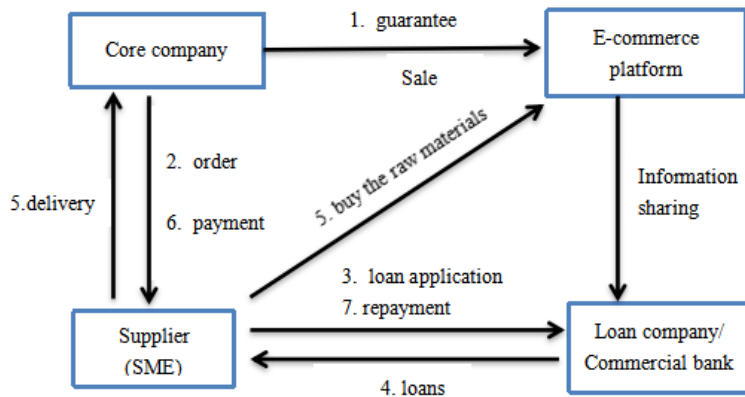 1. guarantee
Core company
E-commerce
platform
Sale
5. buy the raw materials
2. order
Information
sharing
5.delivery
6. payment
3. loan application
7. repayment
Supplier
(SME)
Loan company/
Commercial bank
4. loans